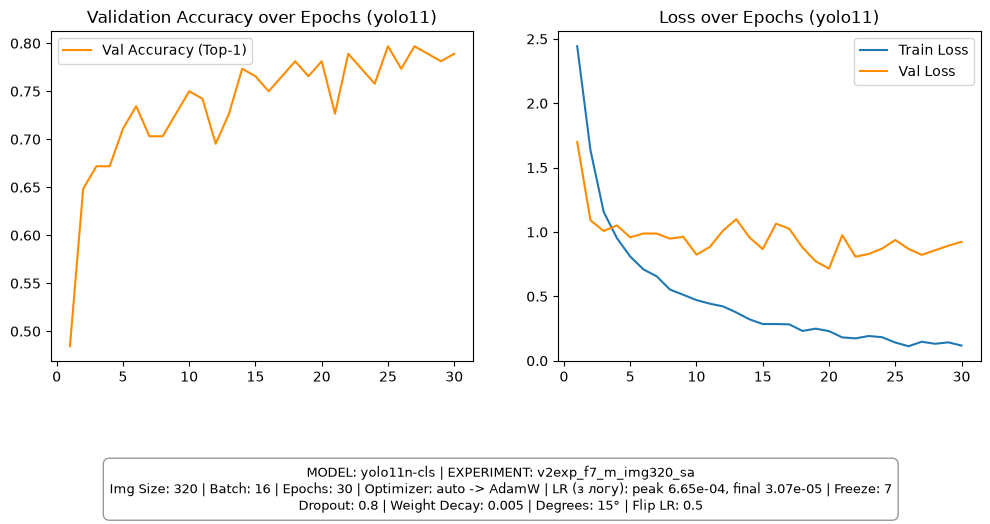 Validation Accuracy over Epochs (yolo11)
Val Accuracy (Top-1)
0.80
0.75
0.70
0.65
0.60
0.55
0.50
0 5 10 15 20 25 30
Loss over Epochs (yolo11)
Train Loss
Val Loss
2.5
2.0
1.5
1.0
0.5
0.0
0 5 10 15 20 25 30
MODEL: yolo11n-cls | EXPERIMENT: v2exp_f7_m_img320_sa
Img Size: 320 | Batch: 16 | Epochs: 30 | Optimizer: auto -> AdamW | LR (з логу): peak 6.65e-04, final 3.07e-05 | Freeze: 7
Dropout: 0.8 | Weight Decay: 0.005 | Degrees: 15° | Flip LR: 0.5